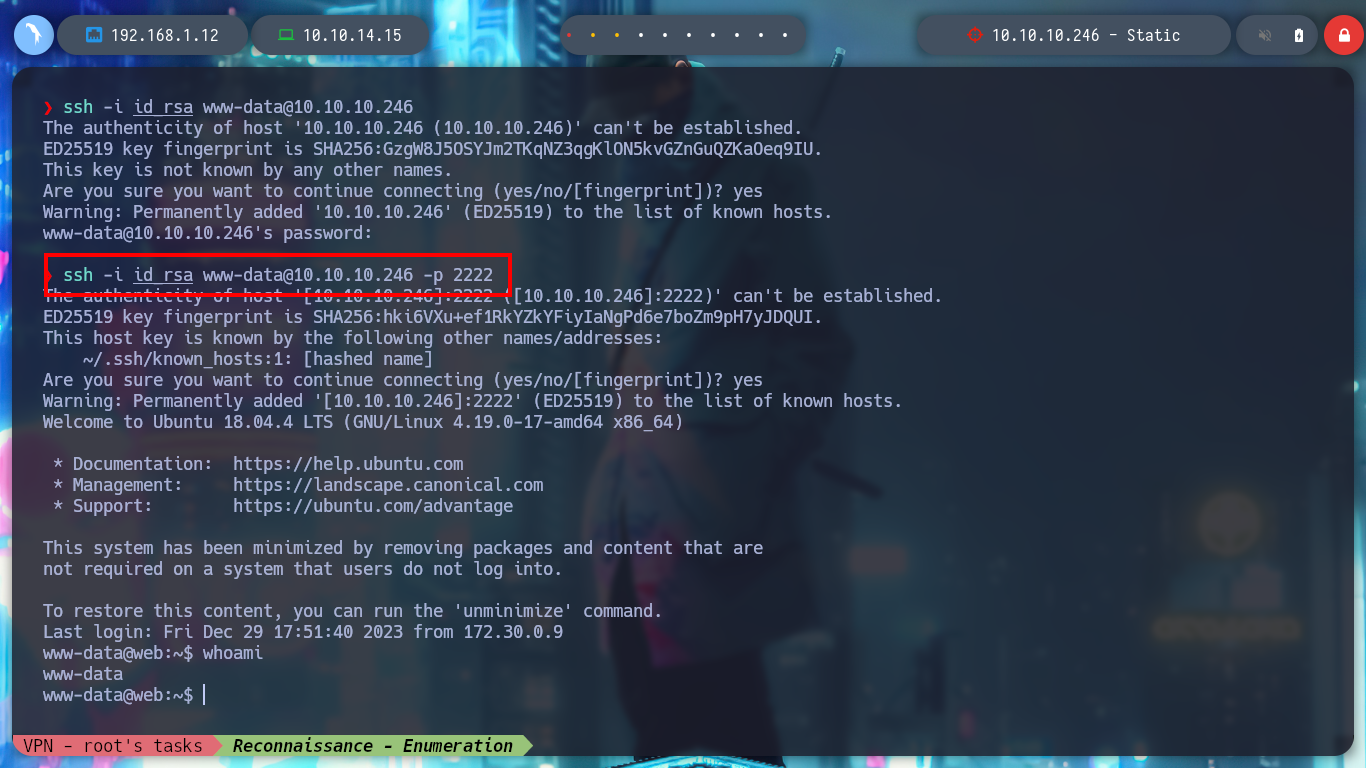 192.168.1.12
10.10.14.15
10.10.10.246 - Static
❯ ssh -i id_rsa www-data@10.10.10.246
The authenticity of host '10.10.10.246 (10.10.10.246)' can't be established.
ED25519 key fingerprint is SHA256:GzgW8J5OSYJm2TKqNZ3qgKlON5kvGZnGuQZKaOeq9IU.
This key is not known by any other names.
Are you sure you want to continue connecting (yes/no/[fingerprint])? yes
Warning: Permanently added '10.10.10.246' (ED25519) to the list of known hosts.
www-data@10.10.10.246's password:
❯ ssh -i id_rsa www-data@10.10.10.246 -p 2222
The authenticity of host '[10.10.10.246]:2222 ([10.10.10.246]:2222)' can't be established.
ED25519 key fingerprint is SHA256:hki6VXu+ef1RkYZkYFiyIaNgPd6e7boZm9pH7yJDQUI.
This host key is known by the following other names/addresses:
    ~/.ssh/known_hosts:1: [hashed name]
Are you sure you want to continue connecting (yes/no/[fingerprint])? yes
Warning: Permanently added '[10.10.10.246]:2222' (ED25519) to the list of known hosts.
Welcome to Ubuntu 18.04.4 LTS (GNU/Linux 4.19.0-17-amd64 x86_64)
 * Documentation:  https://help.ubuntu.com
 * Management:     https://landscape.canonical.com
 * Support:        https://ubuntu.com/advantage
This system has been minimized by removing packages and content that are
not required on a system that users do not log into.
To restore this content, you can run the 'unminimize' command.
Last login: Fri Dec 29 17:51:40 2023 from 172.30.0.9
www-data@web:~$ whoami
www-data
www-data@web:~$
VPN - root's tasks
Reconnaissance - Enumeration